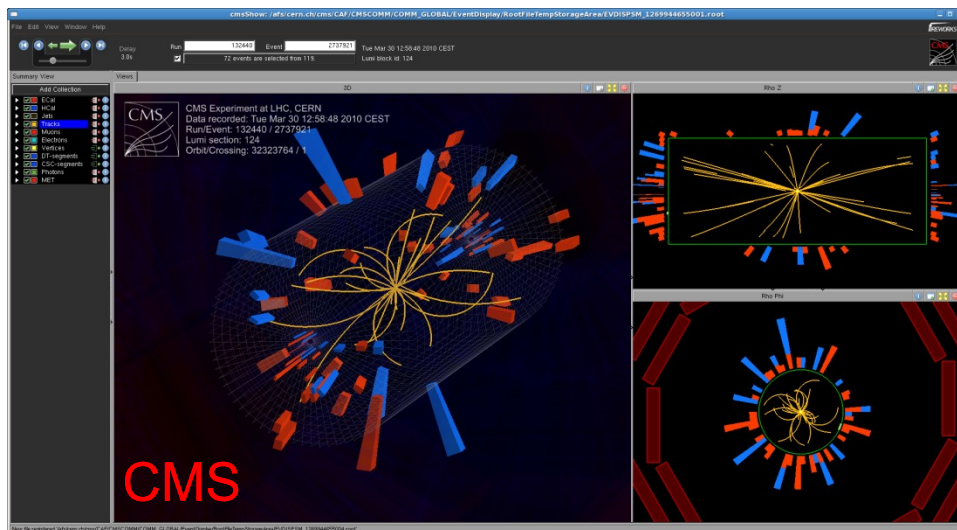 cmsShow: /afs/cern.ch/cms/CAF/CMSCOMM/COMM_GLOBAL/EventDisplay/RootFileTempStorageArea/EVDISPSM_1269944655001.root
File Edit View Window Help
FIREWORKS
Delay
3.0s
Run 132440 Event 2737921 Tue Mar 30 12:58:48 2010 CEST
72 events are selected from 119. Lumi block id: 124
CMS
Summary View
Views
Add Collection
ECal
HCal
Jets
Tracks
Muons
Electrons
Vertices
DT-segments
CSC-segments
Photons
MET
3D
CMS
CMS Experiment at LHC, CERN
Data recorded: Tue Mar 30 12:58:48 2010 CEST
Run/Event: 132440 / 2737921
Lumi section: 124
Orbit/Crossing: 32323764 / 1
CMS
Rho Z
Rho Phi